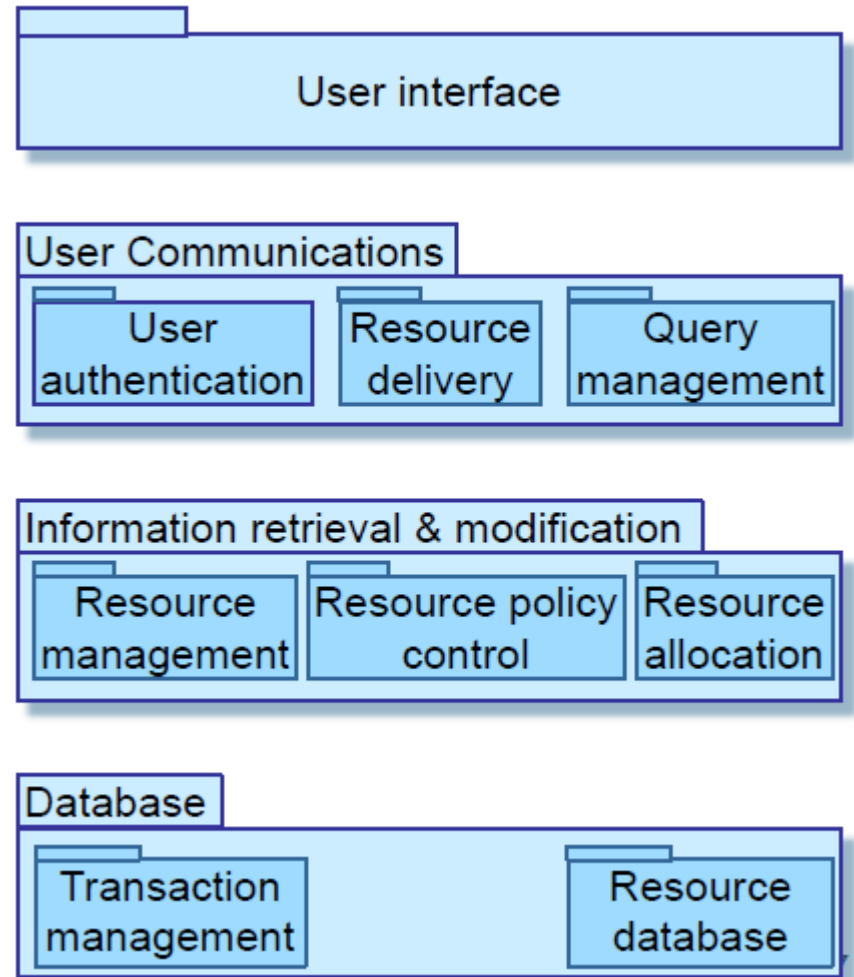 User interface
User Communications
User
authentication
Resource
delivery
Query
management
Information retrieval & modification
Resource
management
Resource policy
control
Resource
allocation
Database
Transaction
management
Resource
database